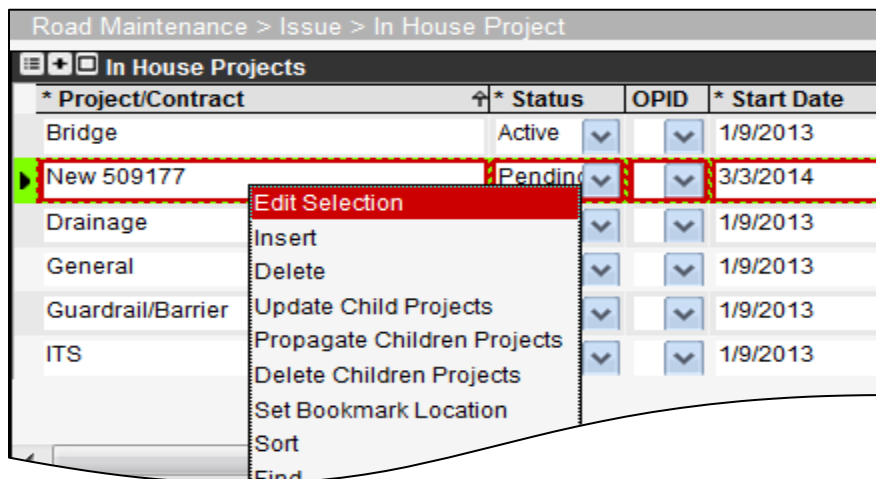 Road Maintenance > Issue > In House Project
In House Projects
* Project/Contract * Status OPID * Start Date
Bridge Active 1/9/2013
New 509177 Pending 3/3/2014
Edit Selection
Drainage 1/9/2013
Insert
General Delete 1/9/2013
Guardrail/Barrier Update Child Projects 1/9/2013
Propagate Children Projects
ITS 1/9/2013
Delete Children Projects
Set Bookmark Location
Sort
Find